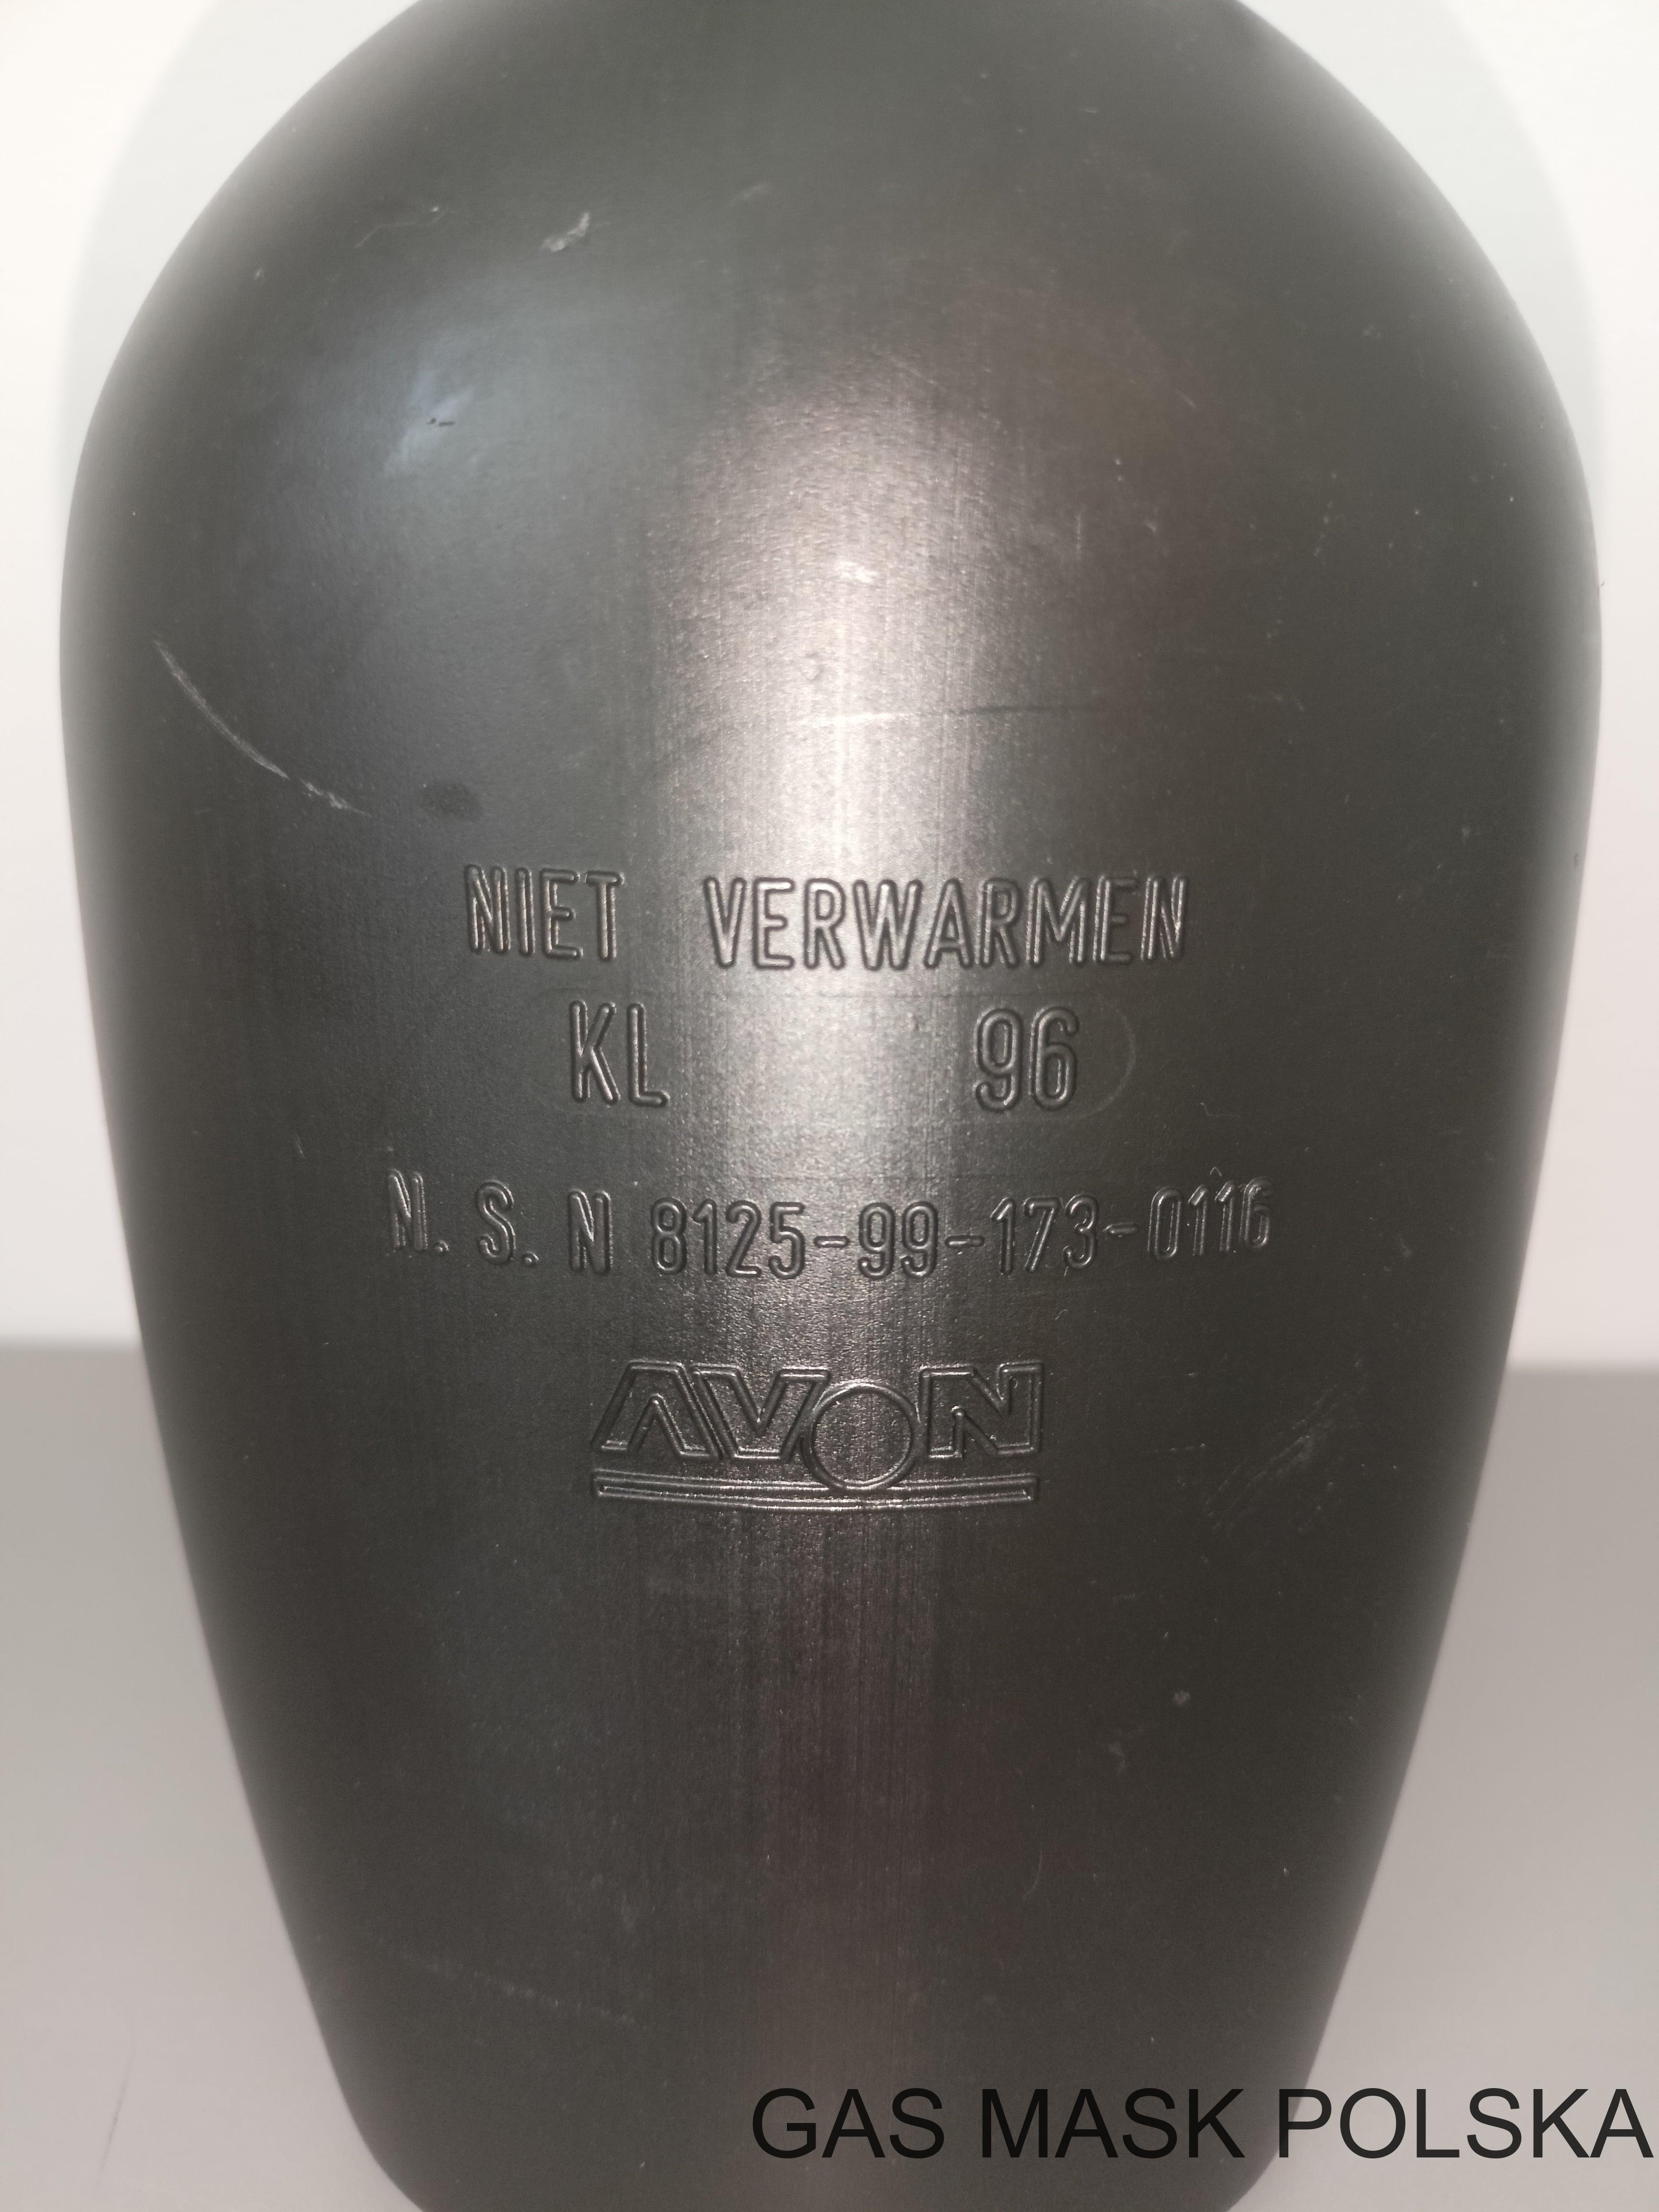 NIET VERWARMEN
KL 96
N. S. N 8125-99-173-0116
AVON
GAS MASK POLSKA